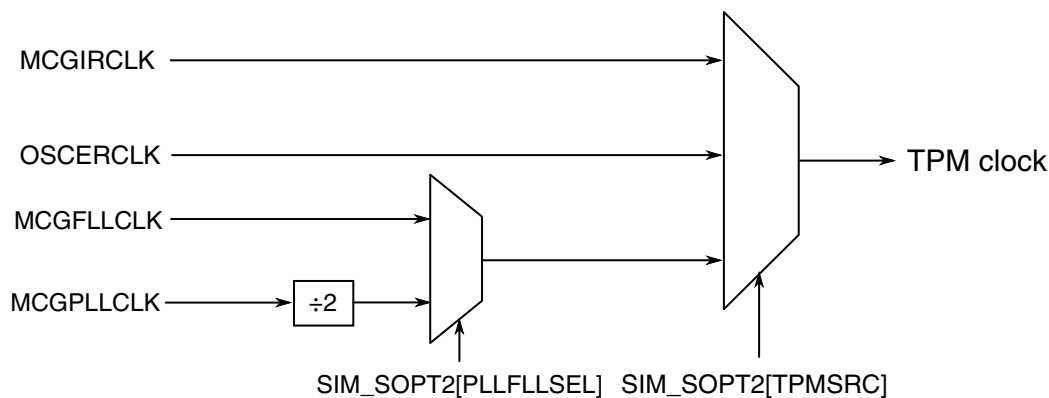 MCGIRCLK
OSCERCLK
TPM clock
MCGFLLCLK
MCGPLLCLK
÷2
SIM_SOPT2[PLLFLLSEL]
SIM_SOPT2[TPMSRC]